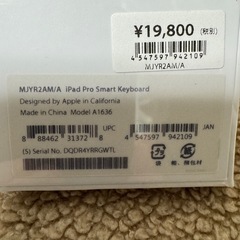 ¥19,800 (税別)
4547597942109
MJYR2AM/A
MJYR2AM/A iPad Pro Smart Keyboard
Designed by Apple in California
Made in China Model A1636
UPC
JAN
8 88462 31372 8
4 547597 942109
(S) Serial No. DQDR4YRRGWTL